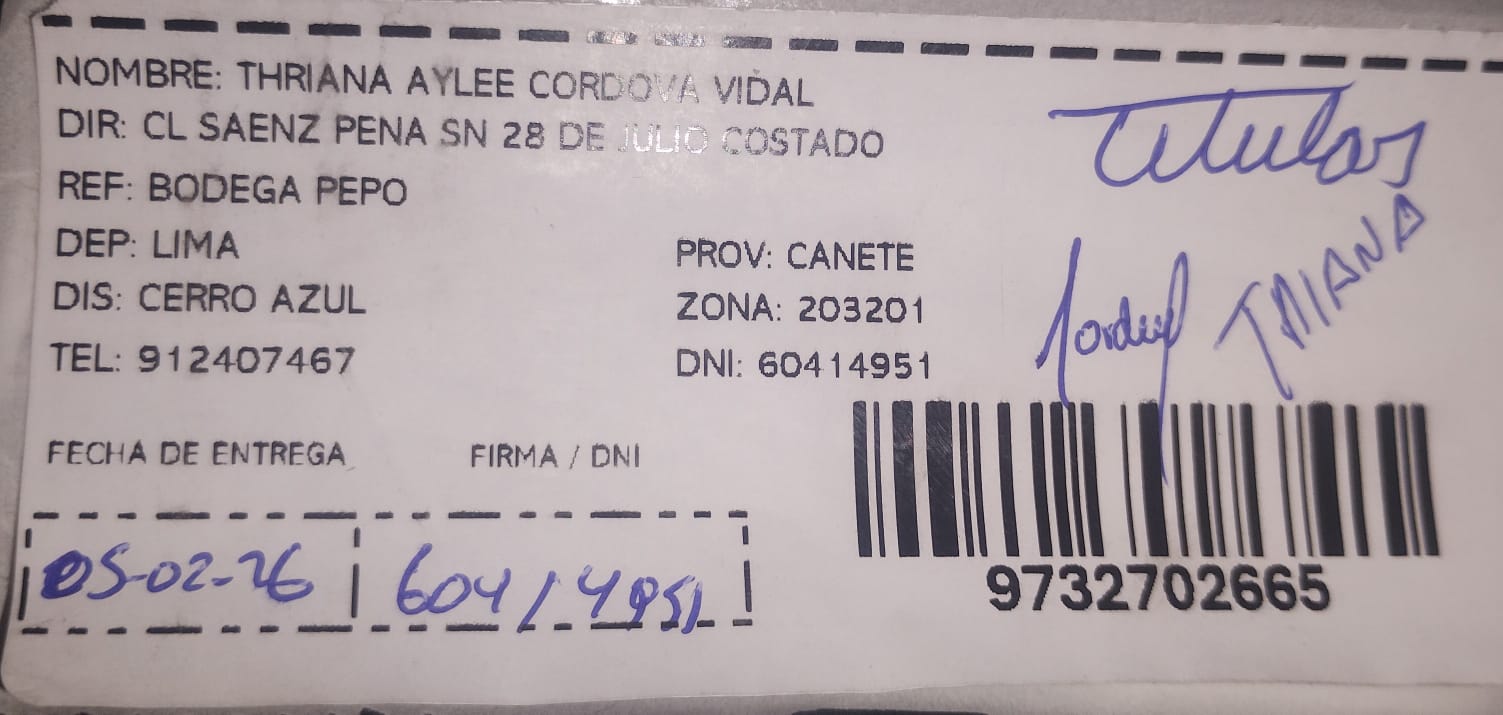 NOMBRE: THRIANA AYLEE CORDOVA VIDAL
DIR: CL SAENZ PENA SN 28 DE JULIO COSTADO
REF: BODEGA PEPO
DEP: LIMA
PROV: CANETE
DIS: CERRO AZUL
ZONA: 203201
TEL: 912407467
DNI: 60414951
Titular
THIANA
FECHA DE ENTREGA
FIRMA / DNI
05-02-26
60414951
9732702665